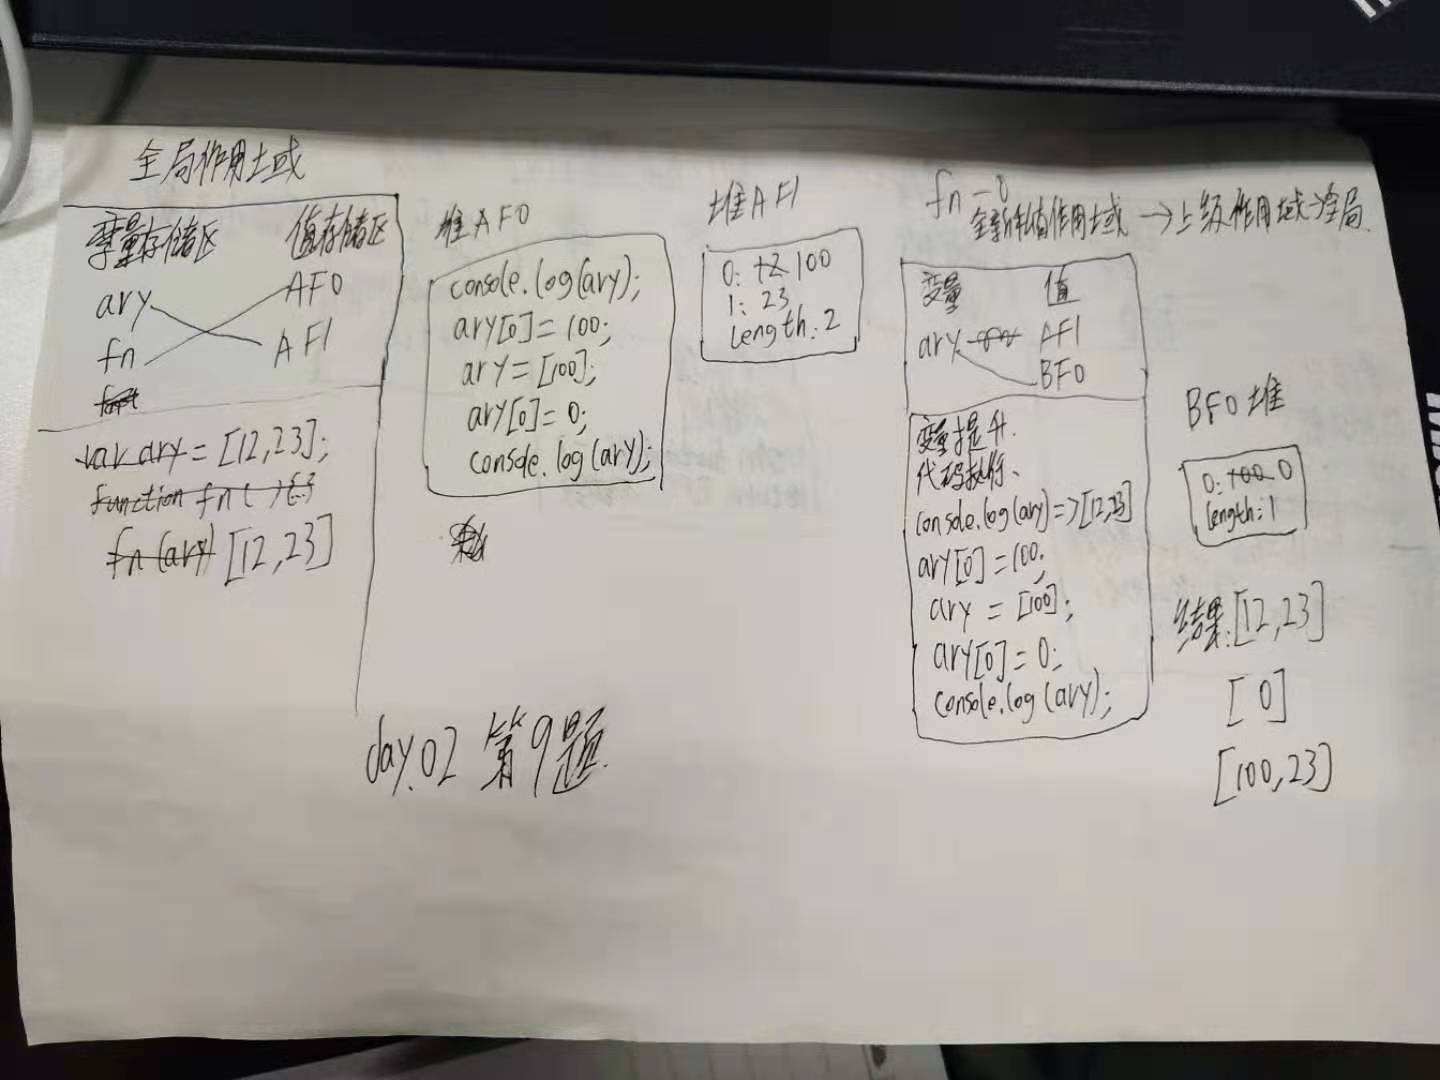 全局作用域
变量存储区 值存储区
ary AF0
fn AF1
var ary = [12,23];
function fn( ){..}
fn(ary) [12,23]
堆AF0
console.log(ary);
ary[0]=100;
ary=[100];
ary[0]=0;
console.log(ary);
堆AF1
0: 12 100
1: 23
length:2
fn-0
全新私有作用域→上级作用域→全局
变量 值
ary AF1
BF0
变量提升.
代码执行、
console.log(ary)=>[12,23]
ary[0]=100;
ary=[100];
ary[0]=0;
console.log(ary);
BF0堆
0:100 0
length:1
结果:[12,23]
[0]
[100,23]
day.02 第9题.